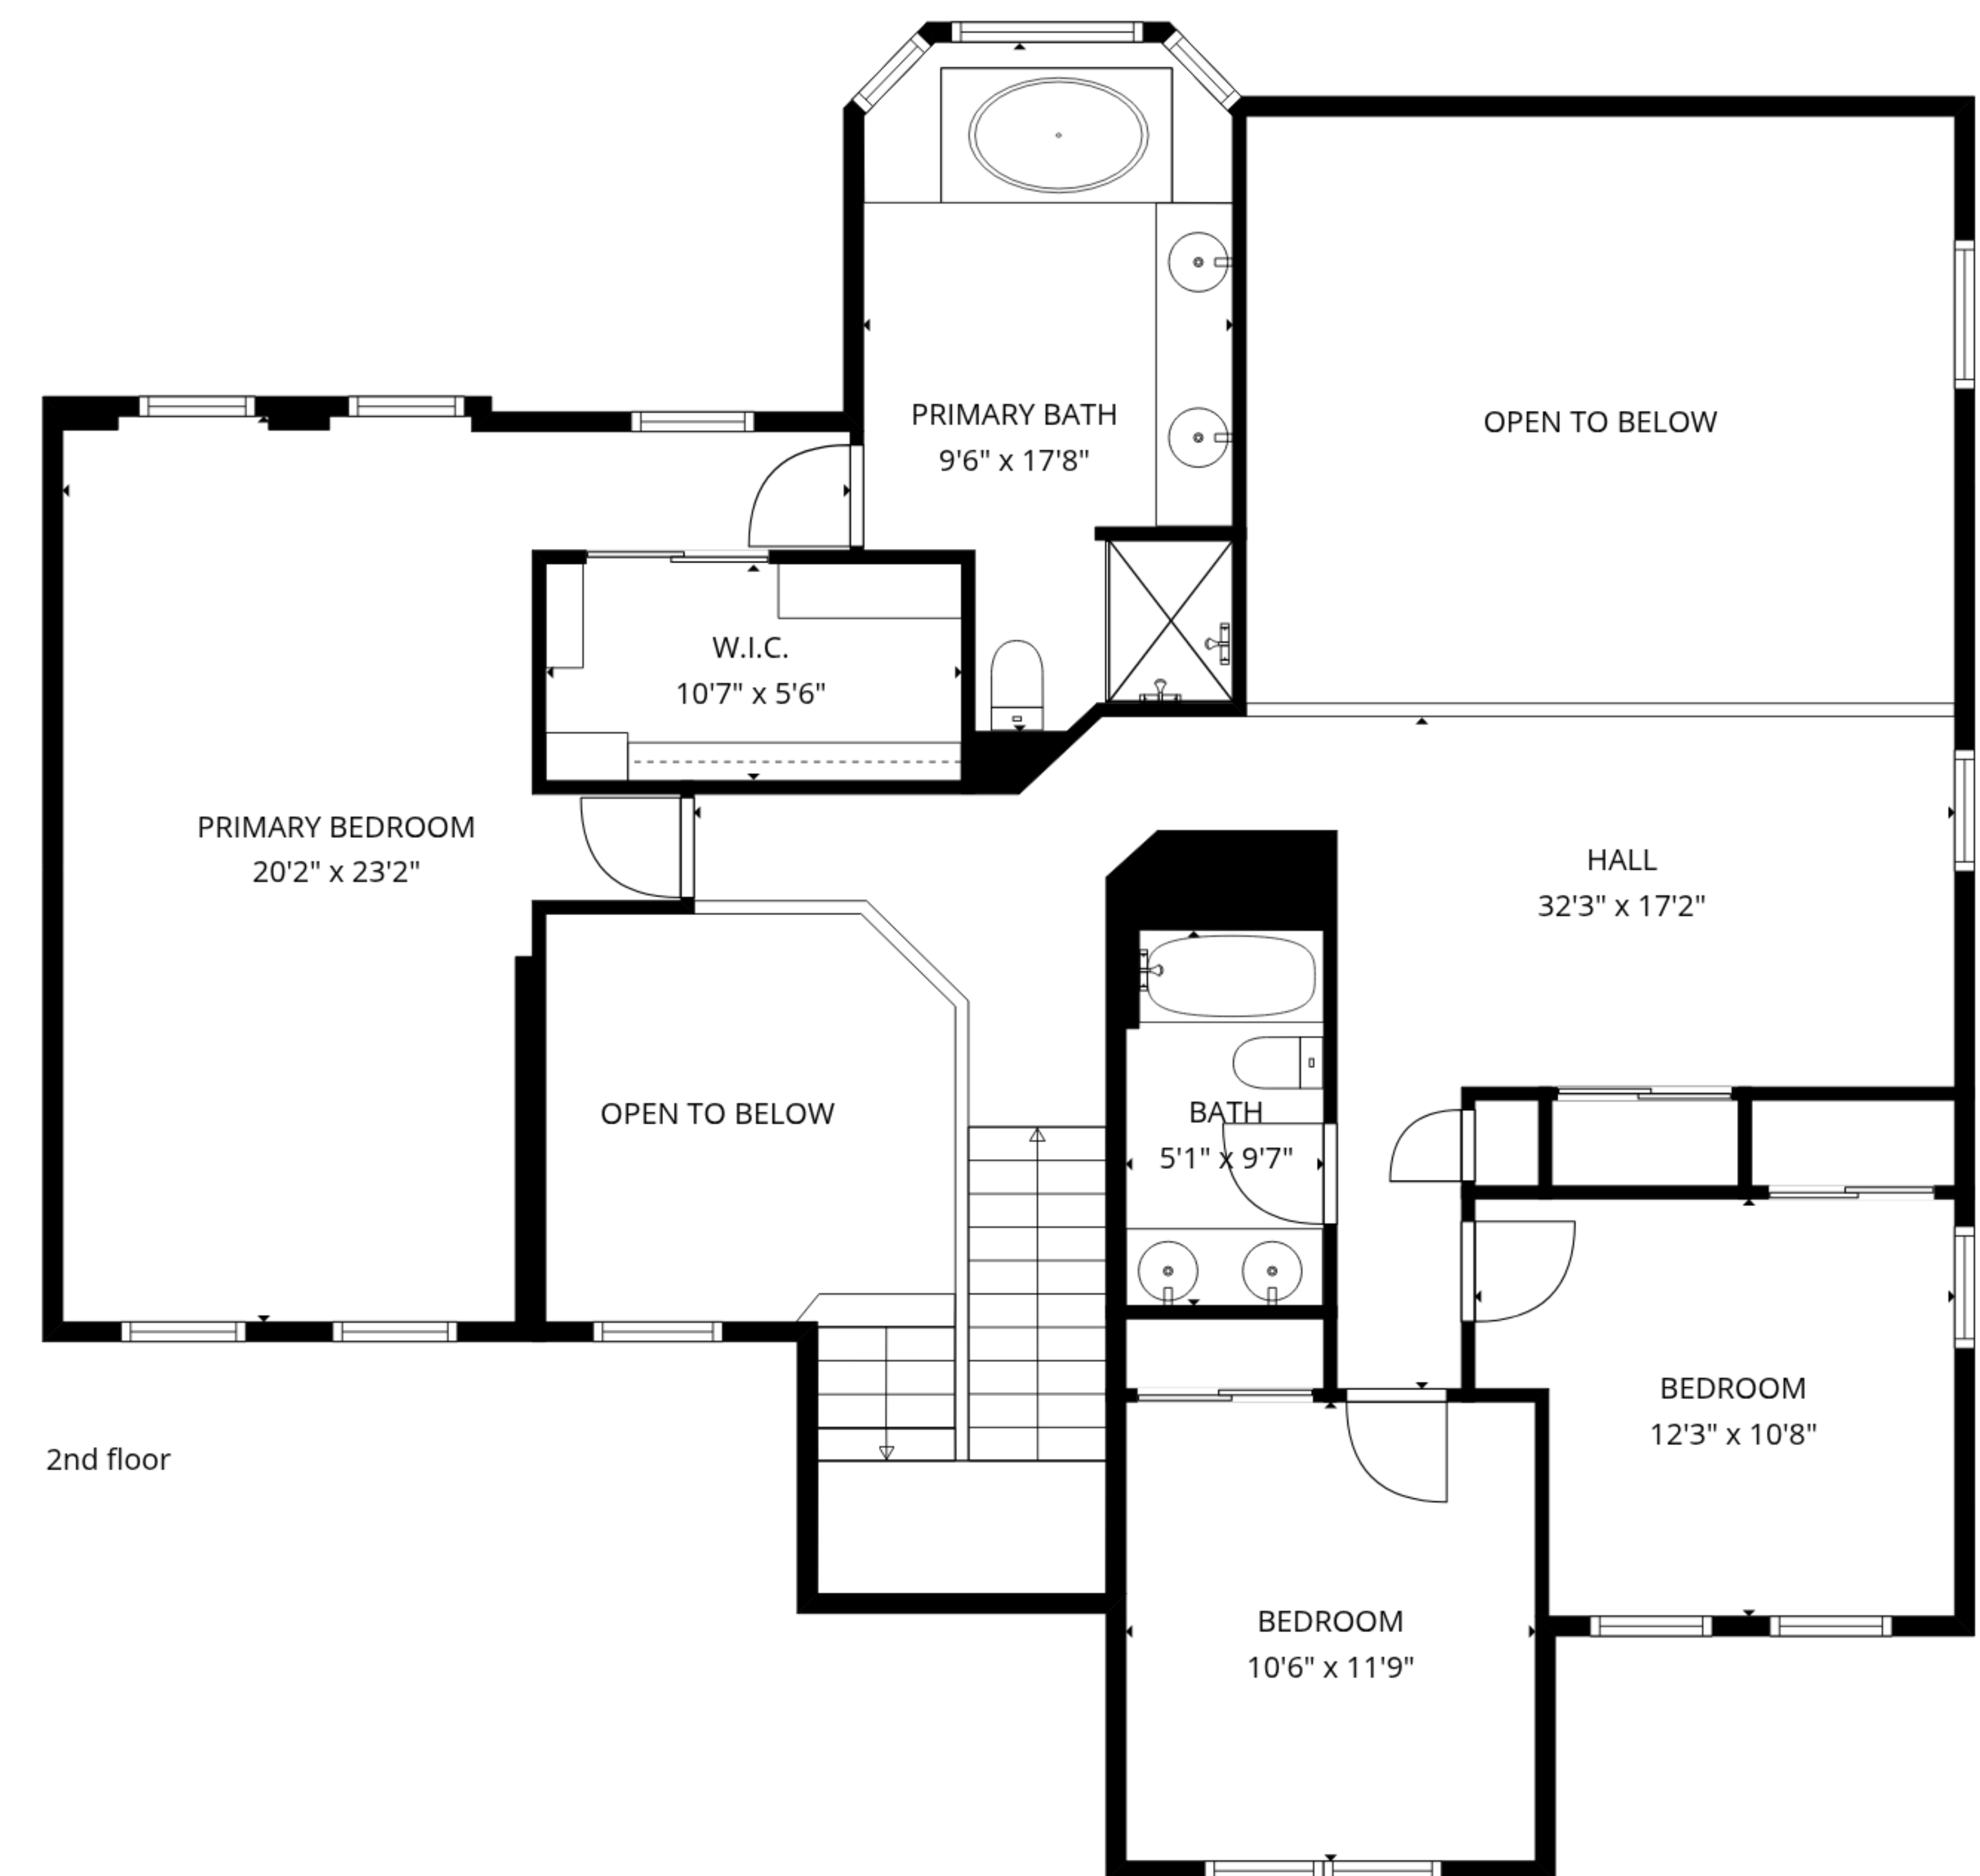 PRIMARY BATH
9'6" x 17'8"
OPEN TO BELOW
W.I.C.
10'7" x 5'6"
PRIMARY BEDROOM
20'2" x 23'2"
HALL
32'3" x 17'2"
OPEN TO BELOW
BATH
5'1" x 9'7"
BEDROOM
12'3" x 10'8"
2nd floor
BEDROOM
10'6" x 11'9"